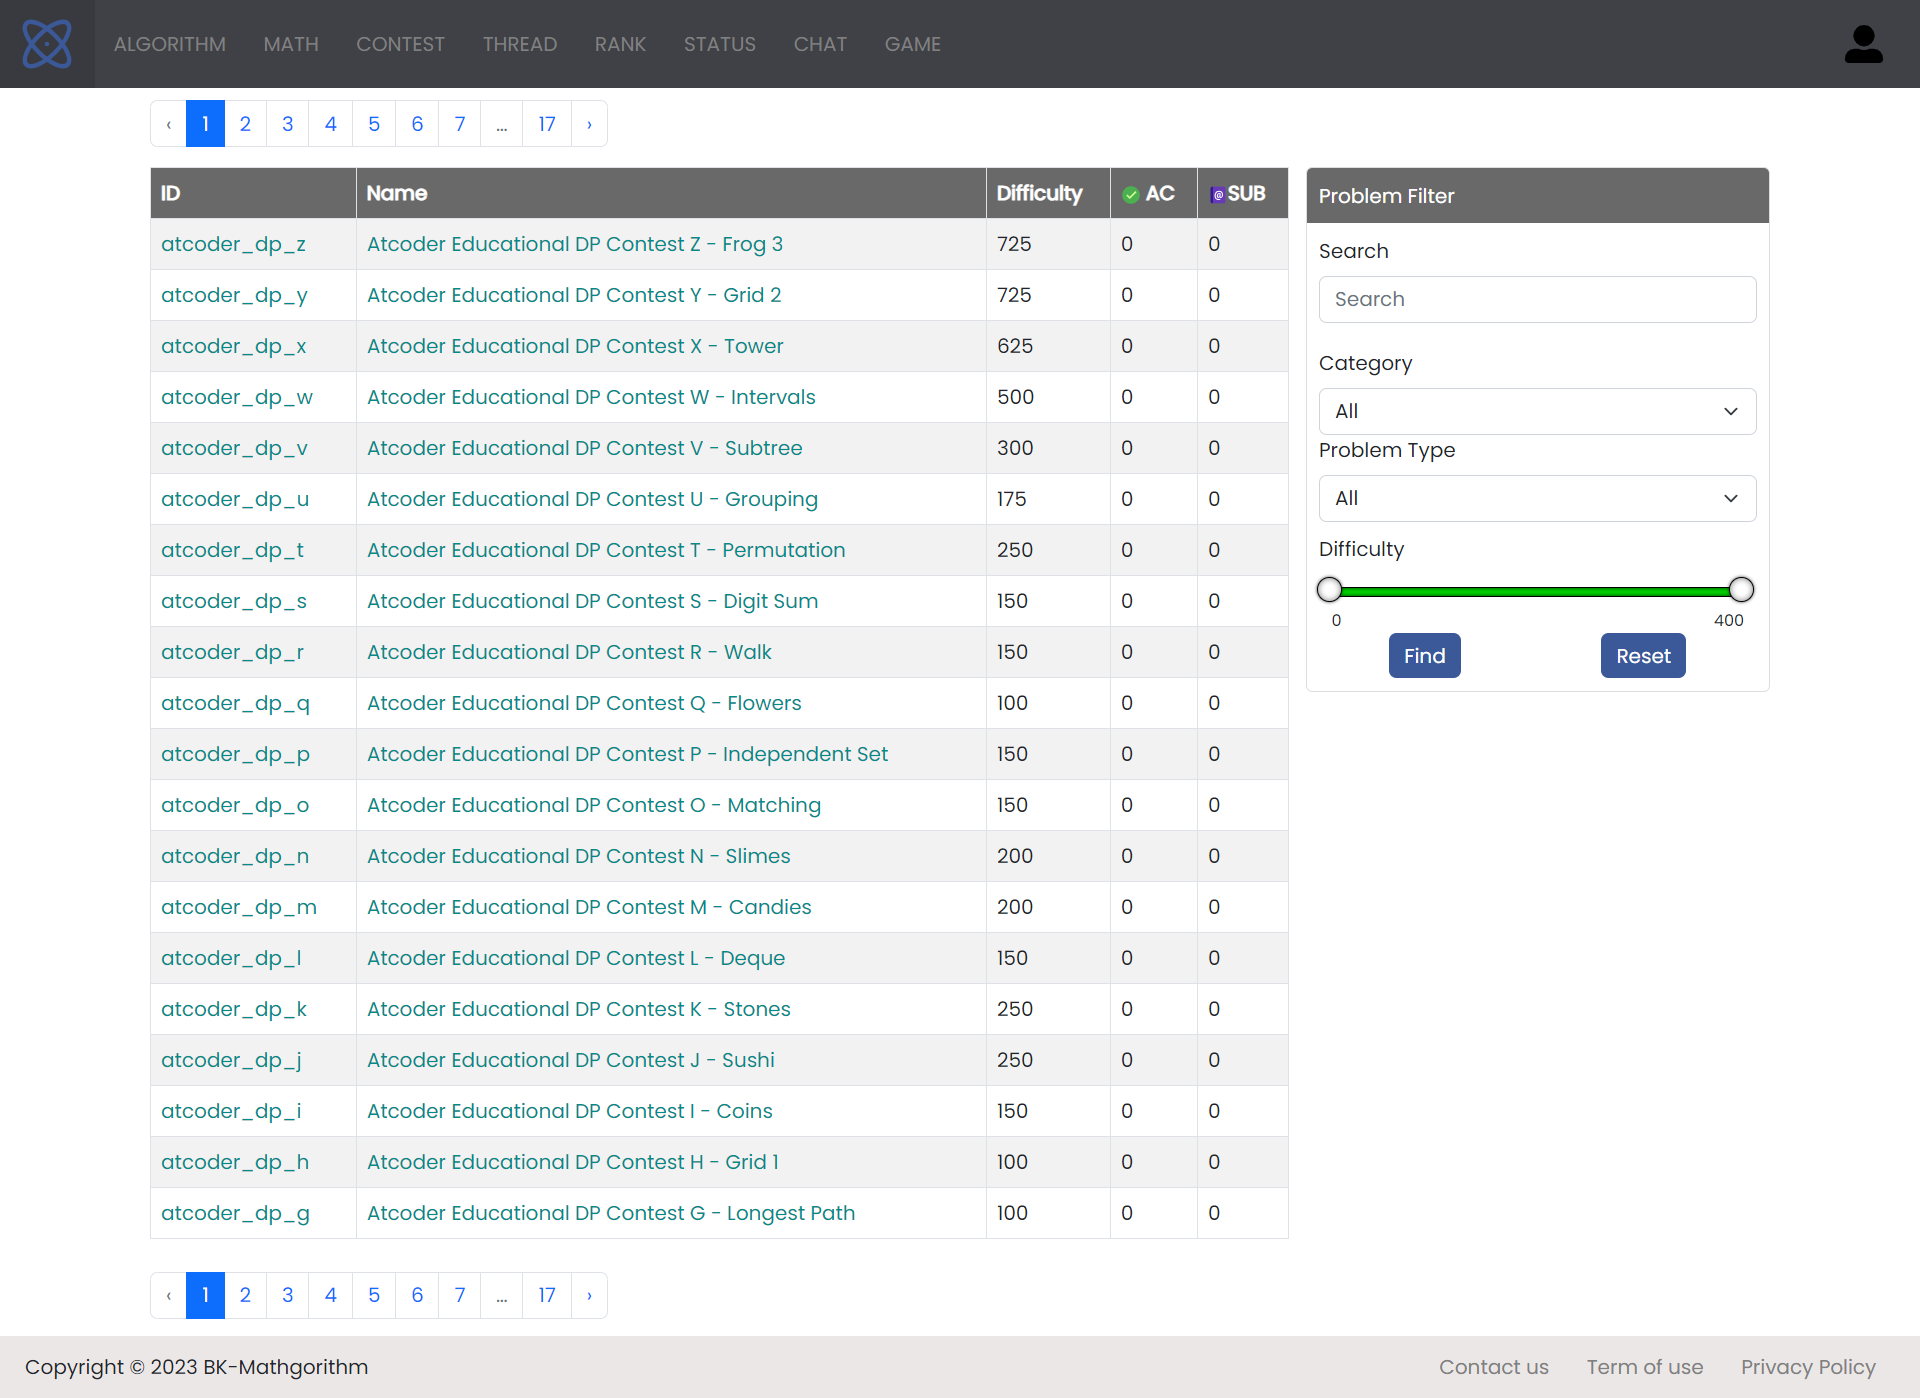 ALGORITHM MATH CONTEST THREAD RANK STATUS CHAT GAME
‹ 1 2 3 4 5 6 7 ... 17 ›
ID Name Difficulty AC @ SUB
atcoder_dp_z Atcoder Educational DP Contest Z - Frog 3 725 0 0
atcoder_dp_y Atcoder Educational DP Contest Y - Grid 2 725 0 0
atcoder_dp_x Atcoder Educational DP Contest X - Tower 625 0 0
atcoder_dp_w Atcoder Educational DP Contest W - Intervals 500 0 0
atcoder_dp_v Atcoder Educational DP Contest V - Subtree 300 0 0
atcoder_dp_u Atcoder Educational DP Contest U - Grouping 175 0 0
atcoder_dp_t Atcoder Educational DP Contest T - Permutation 250 0 0
atcoder_dp_s Atcoder Educational DP Contest S - Digit Sum 150 0 0
atcoder_dp_r Atcoder Educational DP Contest R - Walk 150 0 0
atcoder_dp_q Atcoder Educational DP Contest Q - Flowers 100 0 0
atcoder_dp_p Atcoder Educational DP Contest P - Independent Set 150 0 0
atcoder_dp_o Atcoder Educational DP Contest O - Matching 150 0 0
atcoder_dp_n Atcoder Educational DP Contest N - Slimes 200 0 0
atcoder_dp_m Atcoder Educational DP Contest M - Candies 200 0 0
atcoder_dp_l Atcoder Educational DP Contest L - Deque 150 0 0
atcoder_dp_k Atcoder Educational DP Contest K - Stones 250 0 0
atcoder_dp_j Atcoder Educational DP Contest J - Sushi 250 0 0
atcoder_dp_i Atcoder Educational DP Contest I - Coins 150 0 0
atcoder_dp_h Atcoder Educational DP Contest H - Grid 1 100 0 0
atcoder_dp_g Atcoder Educational DP Contest G - Longest Path 100 0 0
Problem Filter
Search
Search
Category
All
Problem Type
All
Difficulty
0 400
Find Reset
‹ 1 2 3 4 5 6 7 ... 17 ›
Copyright © 2023 BK-Mathgorithm Contact us Term of use Privacy Policy